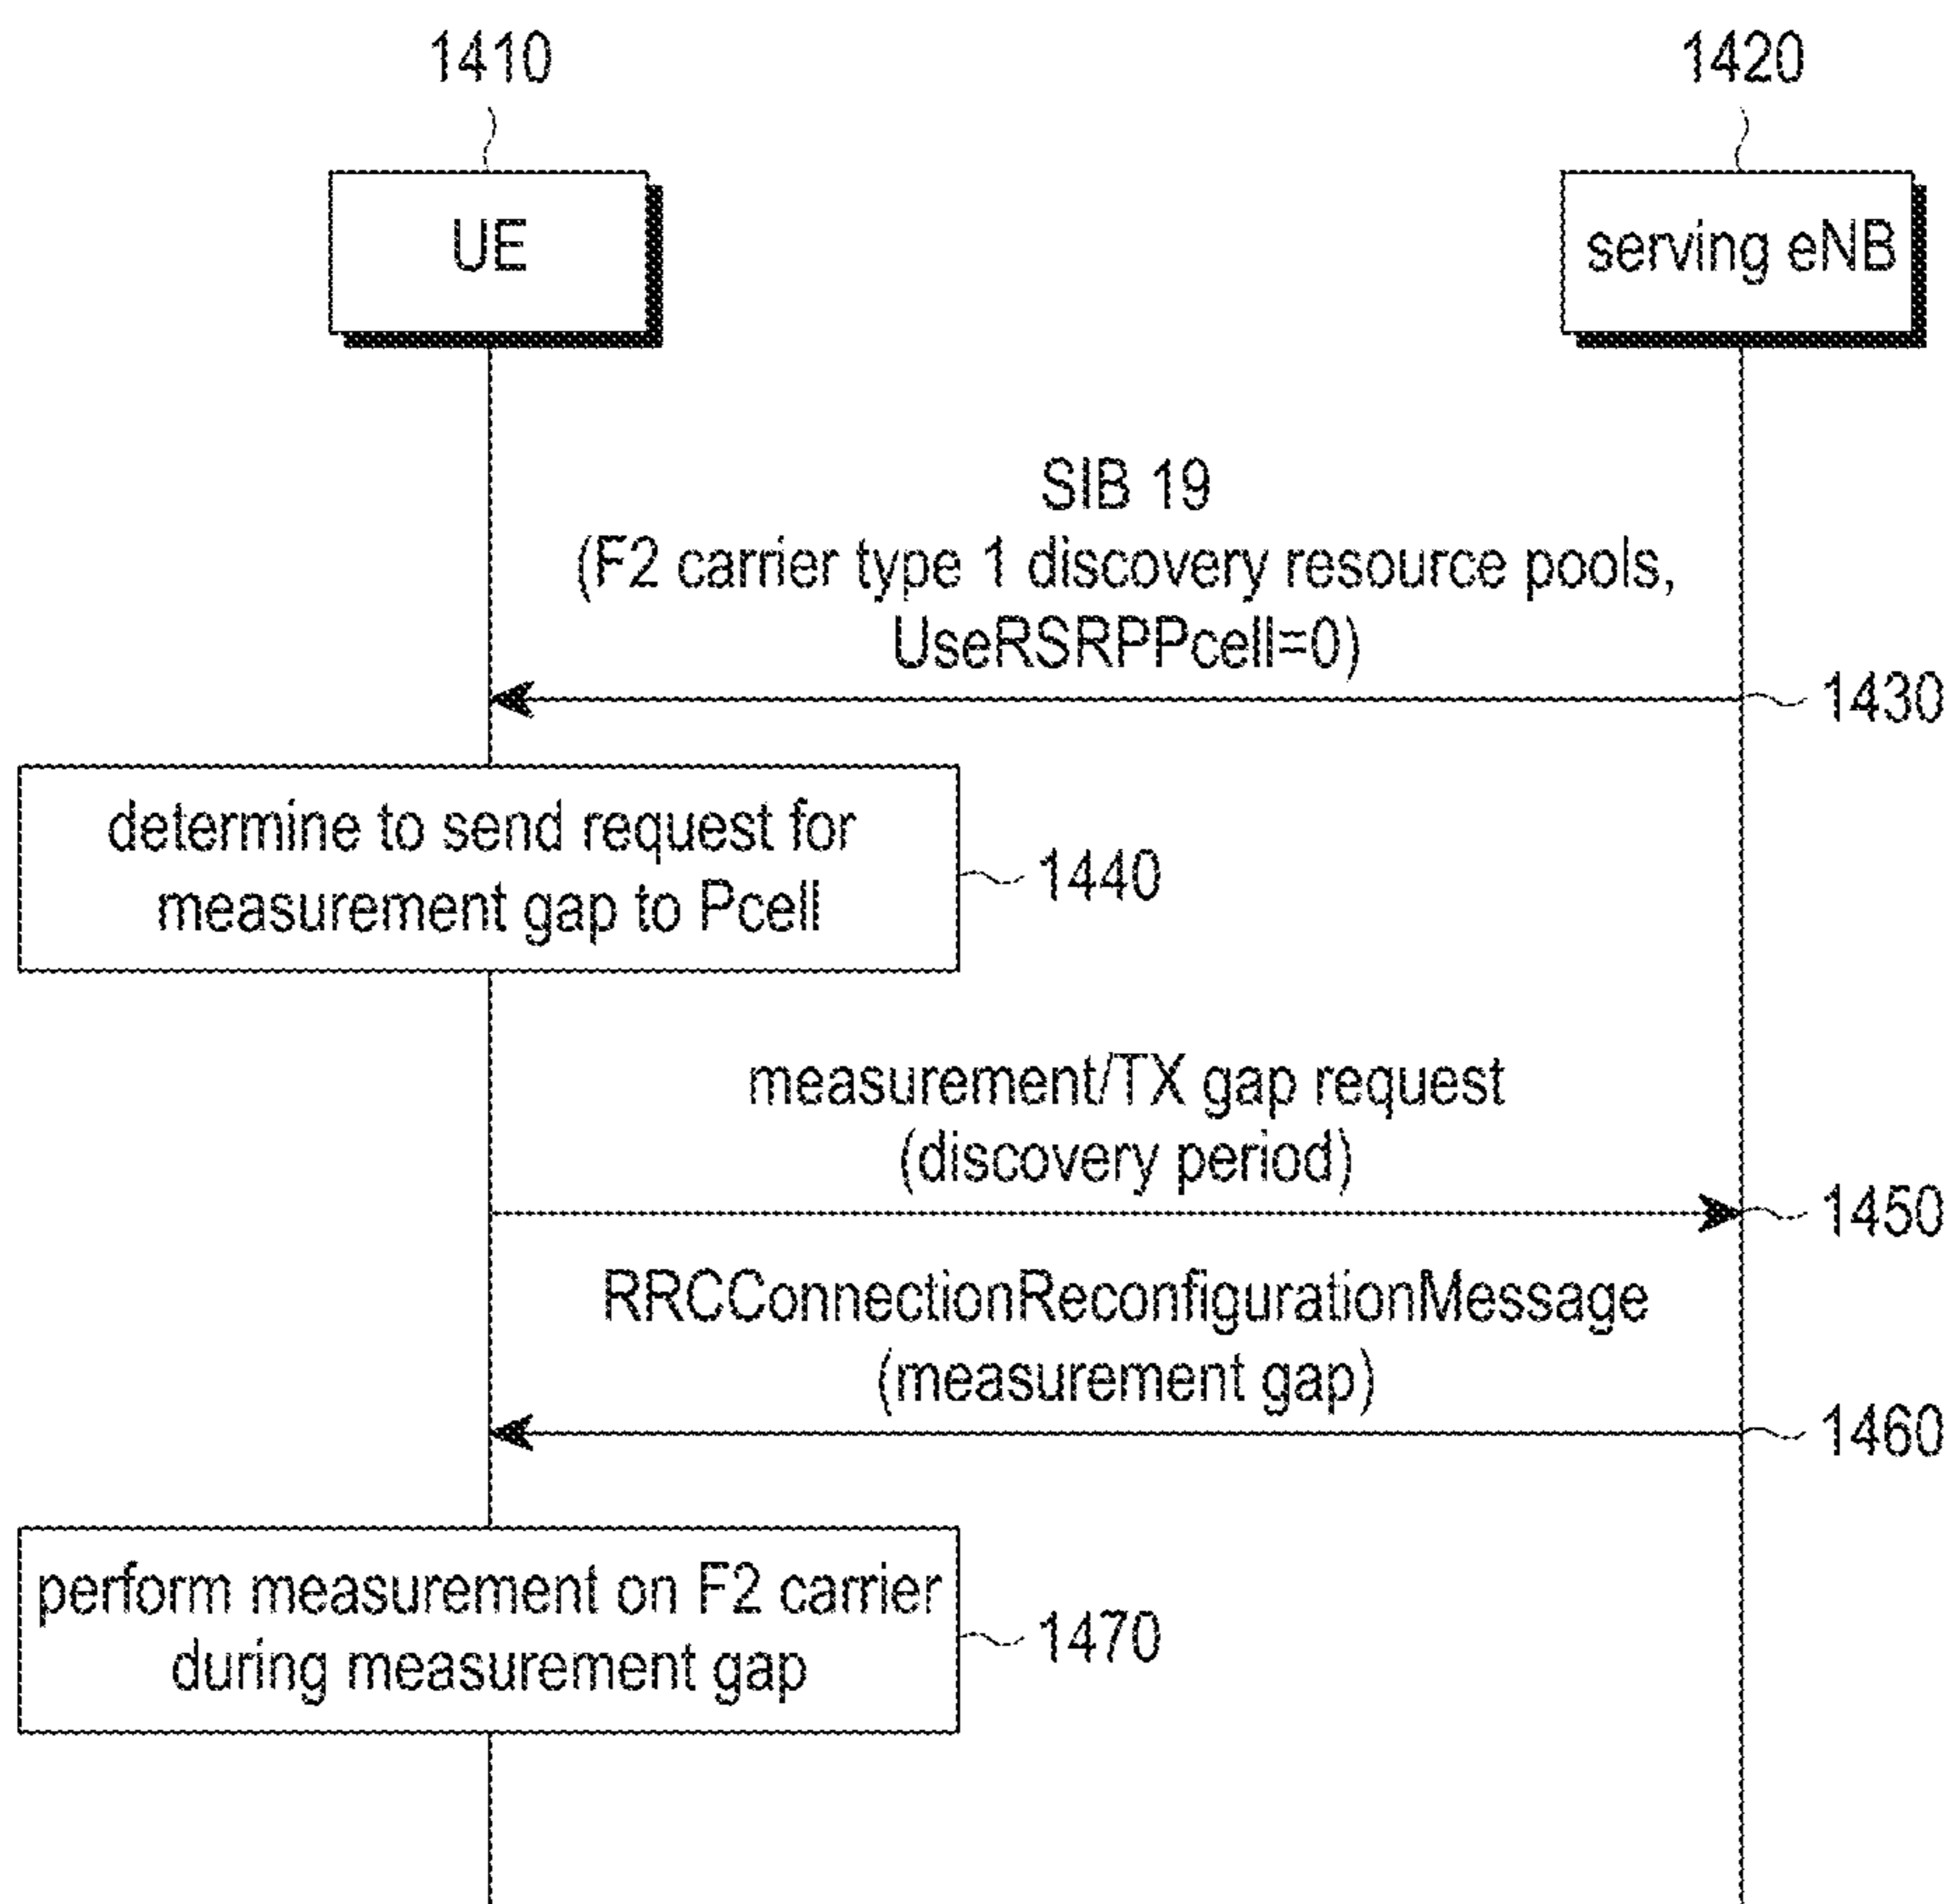 1410
1420
UE
serving eNB
SIB 19
(F2 carrier type 1 discovery resource pools,
UseRSRPPcell=0)
1430
determine to send request for
measurement gap to Pcell
1440
measurement/TX gap request
(discovery period)
1450
RRCConnectionReconfigurationMessage
(measurement gap)
1460
perform measurement on F2 carrier
during measurement gap
1470